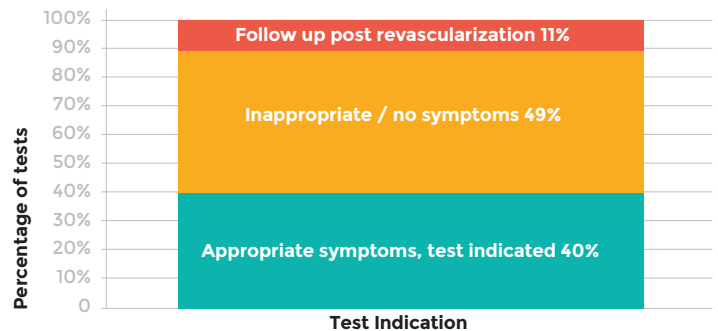 100%
90%
80%
70%
60%
50%
40%
30%
20%
10%
0
Percentage of tests
Follow up post revascularization 11%
Inappropriate / no symptoms 49%
Appropriate symptoms, test indicated 40%
Test Indication